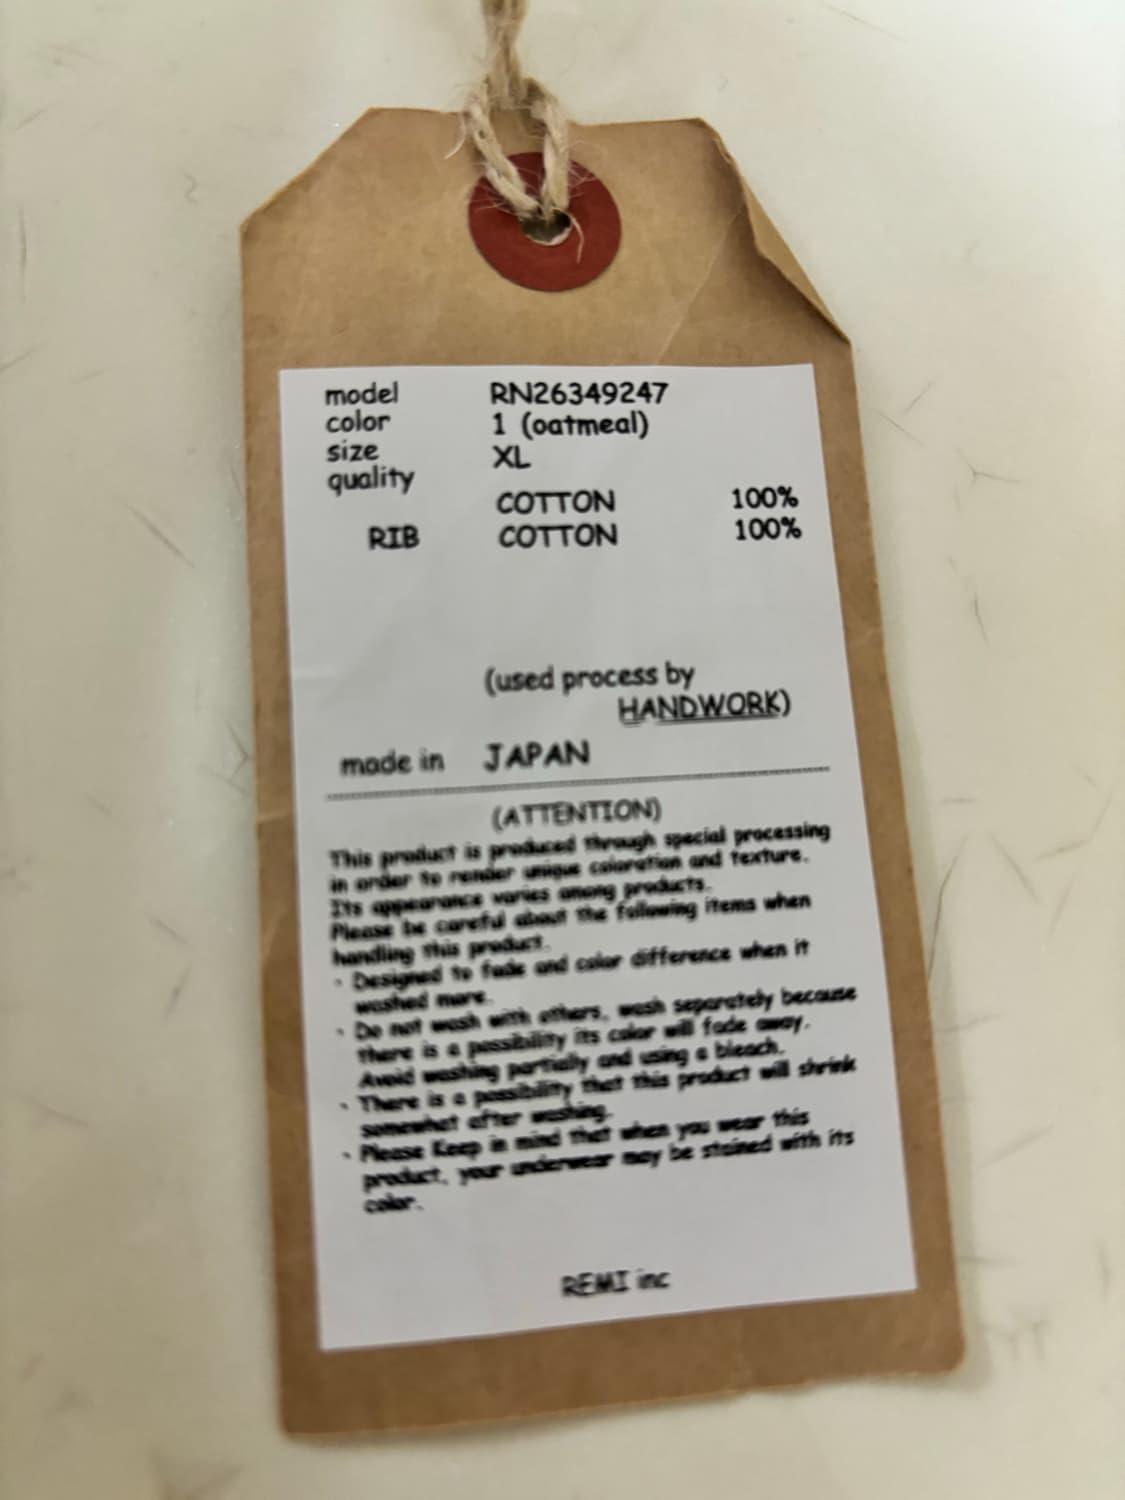 model RN26349247
color 1 (oatmeal)
size XL
quality
COTTON 100%
RIB COTTON 100%
(used process by
HANDWORK)
made in JAPAN
(ATTENTION)
This product is produced through special processing
in order to render unique coloration and texture.
Its appearance varies among products.
Please be careful about the following items when
handling this product.
・Designed to fade and color difference when it
washed more.
・Do not wash with others, wash separately because
there is a possibility its color will fade away.
Avoid washing partially and using a bleach.
・There is a possibility that this product will shrink
somewhat after washing.
・Please Keep in mind that when you wear this
product, your underwear may be stained with its
color.
REMI inc